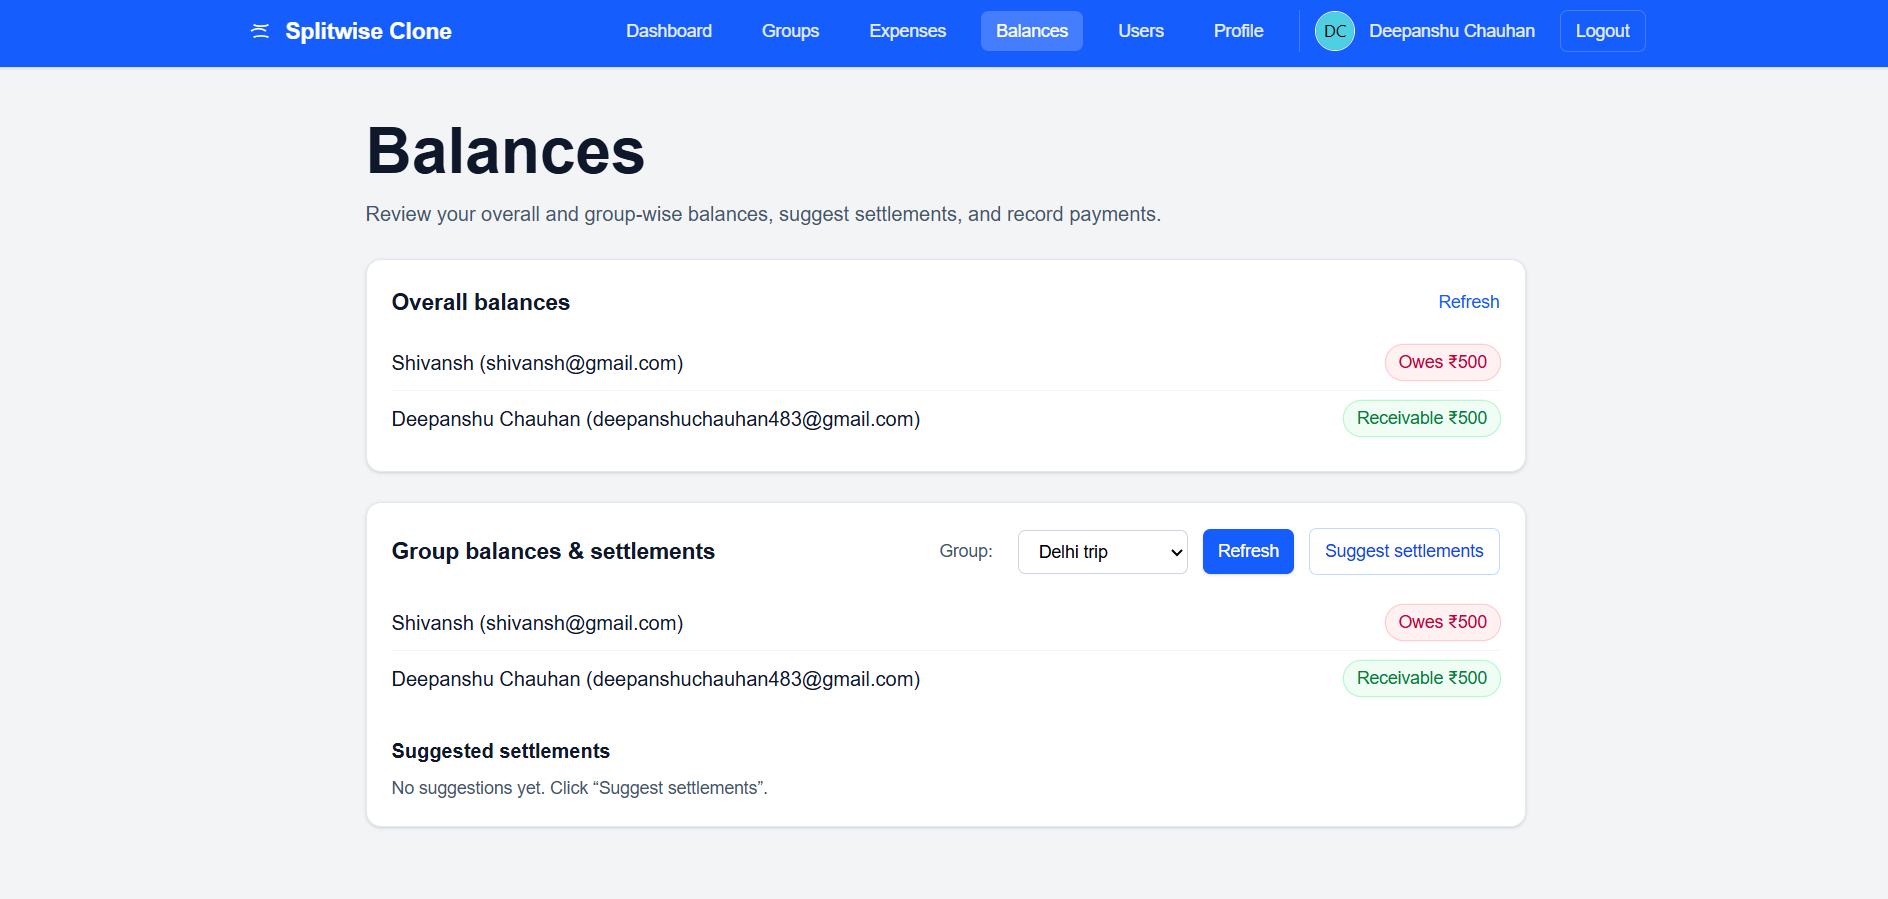 Splitwise Clone Dashboard Groups Expenses Balances Users Profile DC Deepanshu Chauhan Logout
Balances
Review your overall and group-wise balances, suggest settlements, and record payments.
Overall balances Refresh
Shivansh (shivansh@gmail.com) Owes ₹500
Deepanshu Chauhan (deepanshuchauhan483@gmail.com) Receivable ₹500
Group balances & settlements Group: Delhi trip Refresh Suggest settlements
Shivansh (shivansh@gmail.com) Owes ₹500
Deepanshu Chauhan (deepanshuchauhan483@gmail.com) Receivable ₹500
Suggested settlements
No suggestions yet. Click “Suggest settlements”.